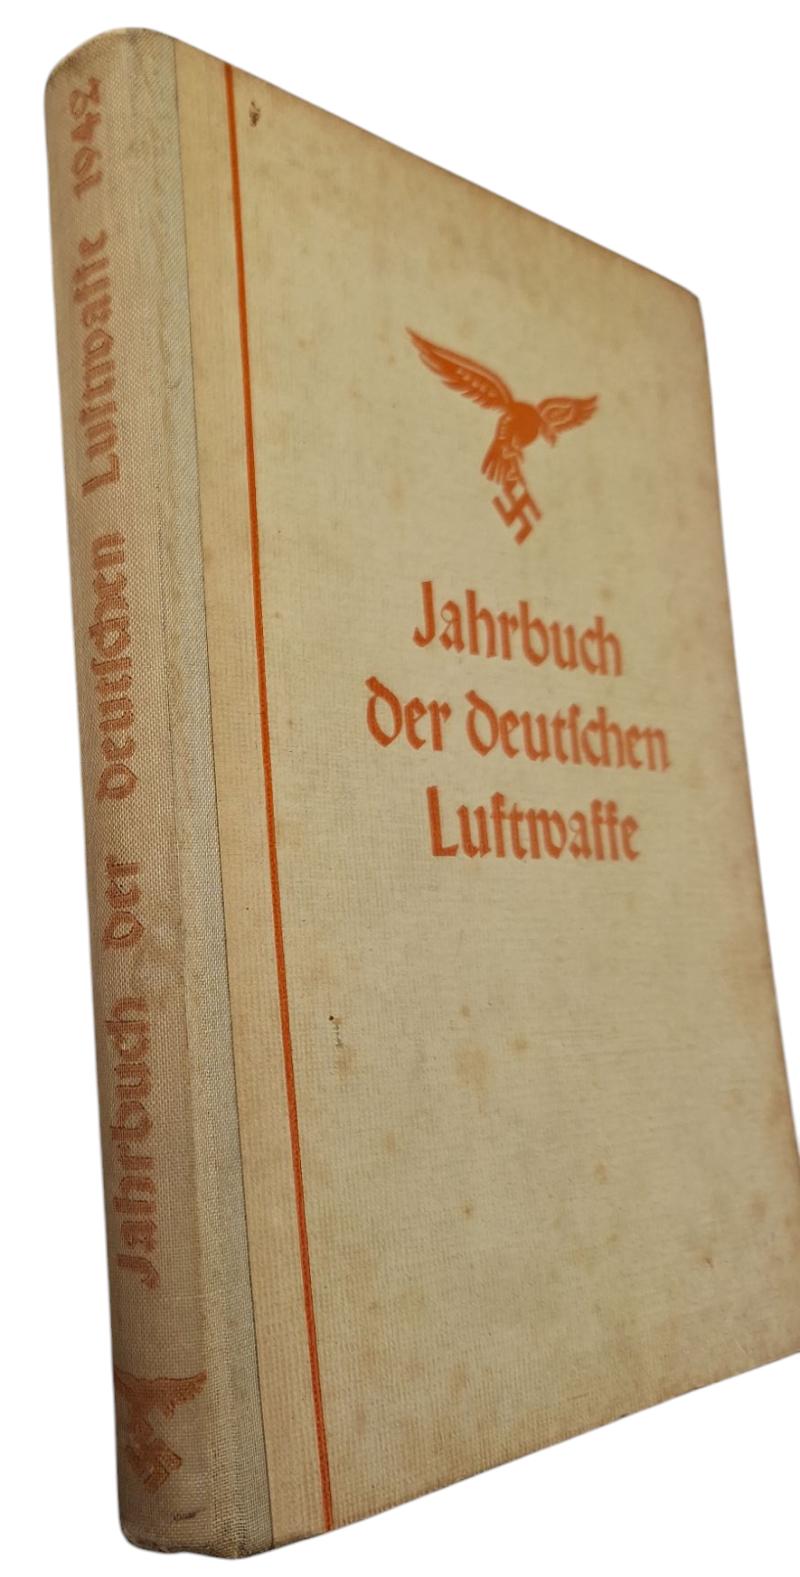 Jahrbuch der deutſchen Luftwaffe 1942
Jahrbuch
der deutſchen
Luftwaffe